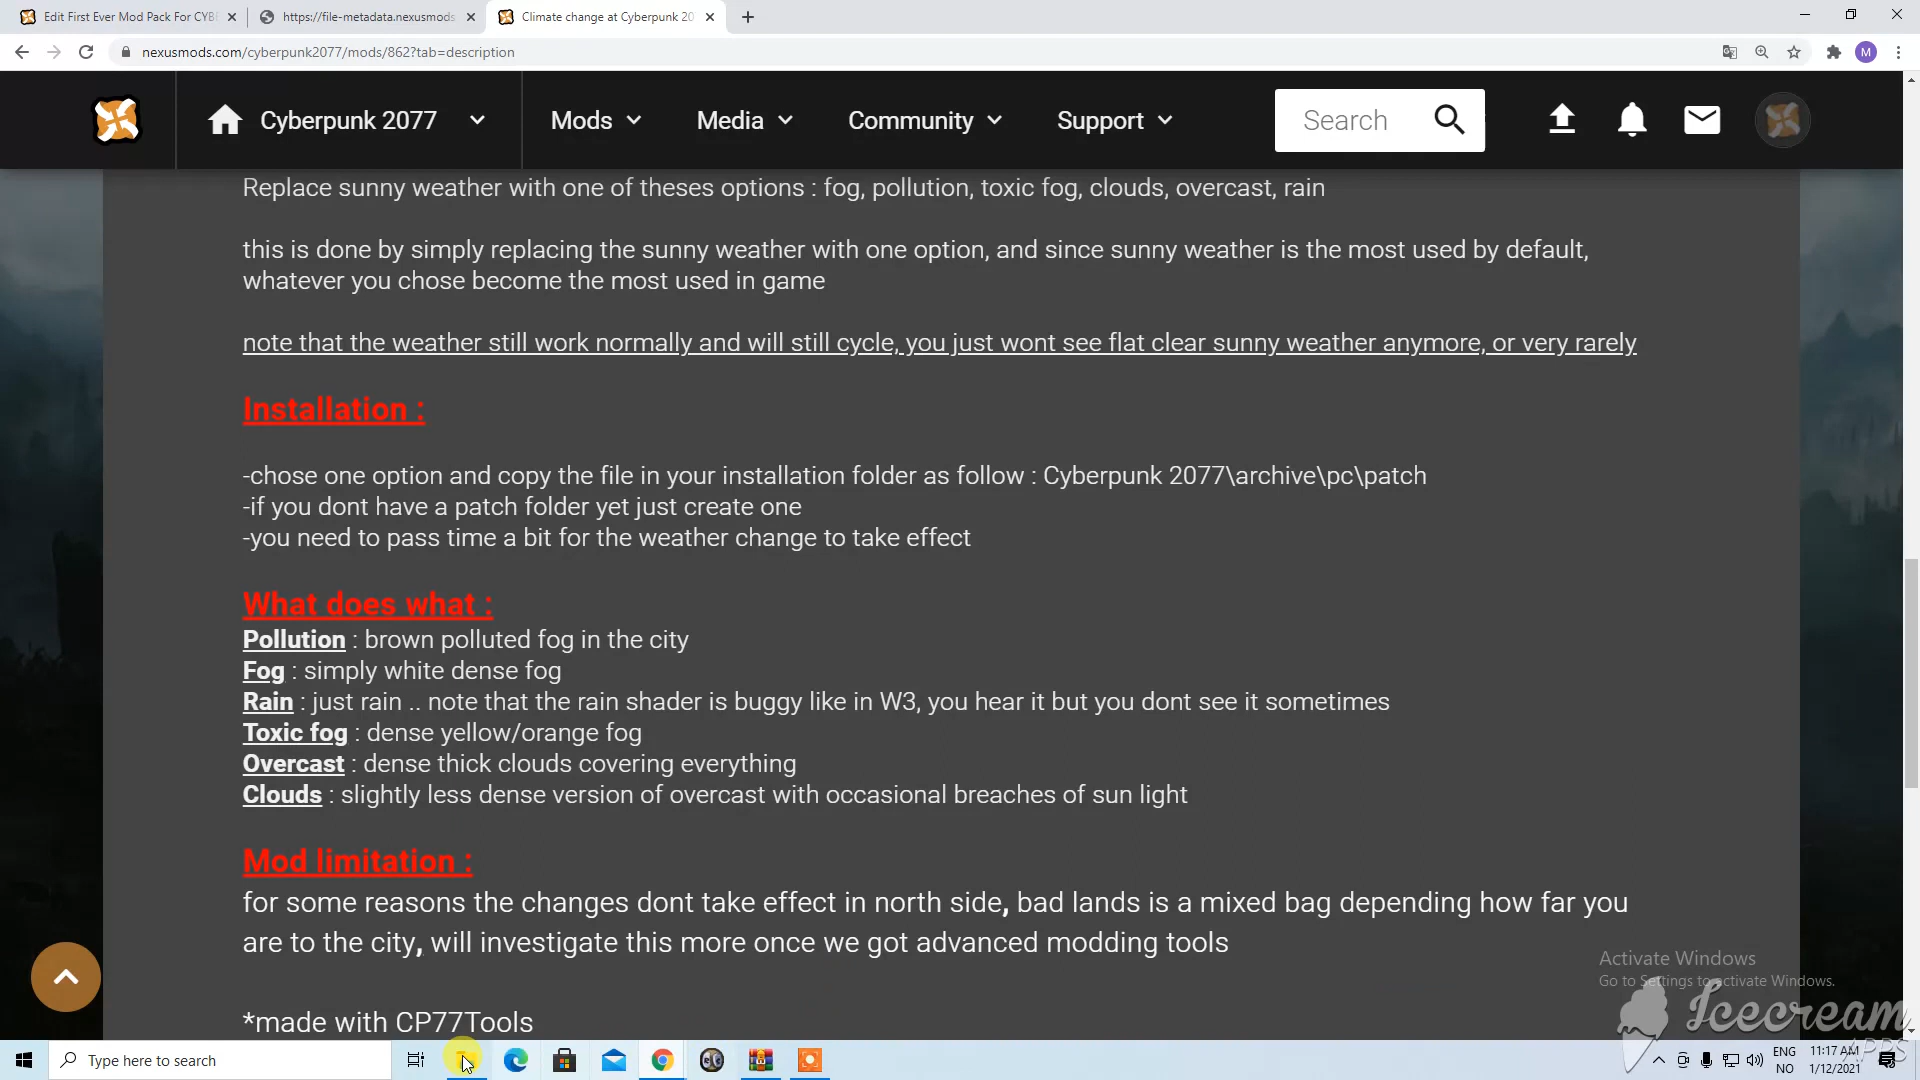 Edit First Ever Mod Pack For CYBE
https://file-metadata.nexusmods.
Climate change at Cyberpunk 20
nexusmods.com/cyberpunk2077/mods/862?tab=description
M
Cyberpunk 2077
Mods
Media
Community
Support
Search
Replace sunny weather with one of theses options : fog, pollution, toxic fog, clouds, overcast, rain
this is done by simply replacing the sunny weather with one option, and since sunny weather is the most used by default,
whatever you chose become the most used in game
note that the weather still work normally and will still cycle, you just wont see flat clear sunny weather anymore, or very rarely
Installation :
-chose one option and copy the file in your installation folder as follow : Cyberpunk 2077\archive\pc\patch
-if you dont have a patch folder yet just create one
-you need to pass time a bit for the weather change to take effect
What does what :
Pollution : brown polluted fog in the city
Fog : simply white dense fog
Rain : just rain .. note that the rain shader is buggy like in W3, you hear it but you dont see it sometimes
Toxic fog : dense yellow/orange fog
Overcast : dense thick clouds covering everything
Clouds : slightly less dense version of overcast with occasional breaches of sun light
Mod limitation :
for some reasons the changes dont take effect in north side, bad lands is a mixed bag depending how far you
are to the city, will investigate this more once we got advanced modding tools
*made with CP77Tools
Activate Windows
Go to Settings to activate Windows.
Icecream
APPS
Type here to search
ENG
NO
11:17 AM
1/12/2021